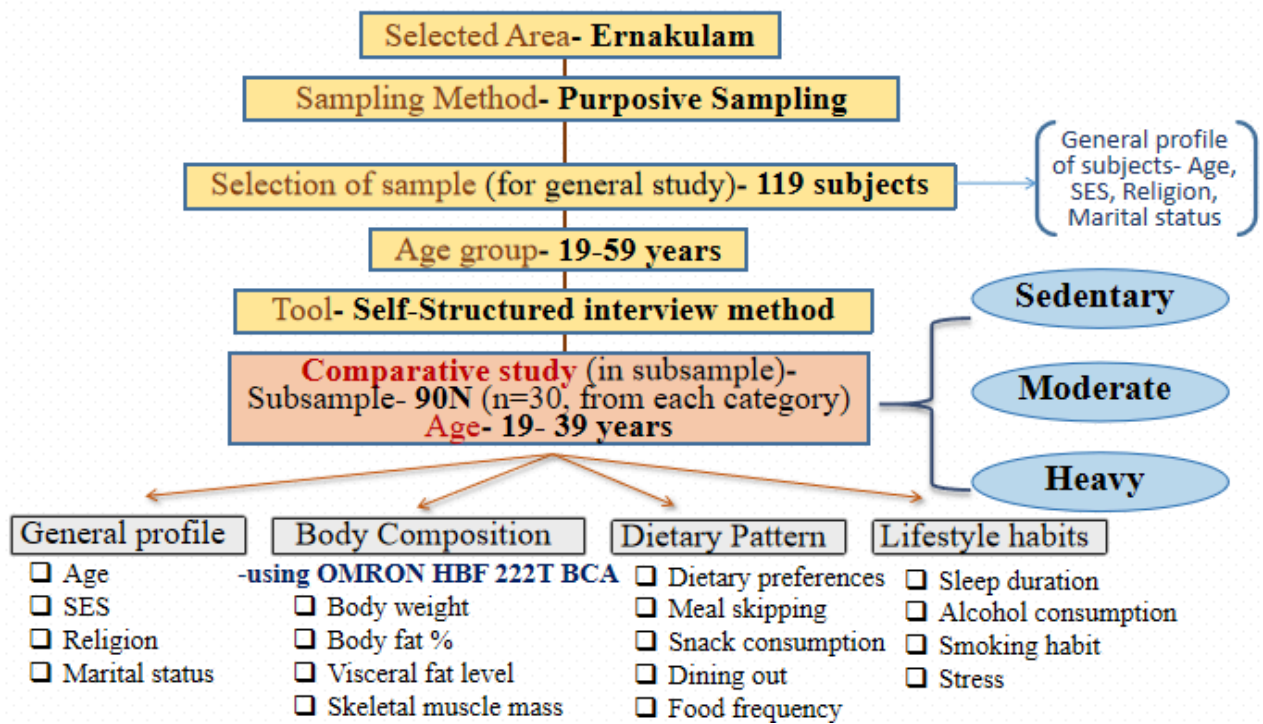 Selected Area- Ernakulam
Sampling Method- Purposive Sampling
Selection of sample (for general study)- 119 subjects
General profile
of subjects- Age,
SES, Religion,
Marital status
Age group- 19-59 years
Tool- Self-Structured interview method
Comparative study (in subsample)-
Subsample- 90N (n=30, from each category)
Age- 19- 39 years
Sedentary
Moderate
Heavy
General profile
❑ Age
❑ SES
❑ Religion
❑ Marital status
Body Composition
-using OMRON HBF 222T BCA
❑ Body weight
❑ Body fat %
❑ Visceral fat level
❑ Skeletal muscle mass
Dietary Pattern
❑ Dietary preferences
❑ Meal skipping
❑ Snack consumption
❑ Dining out
❑ Food frequency
Lifestyle habits
❑ Sleep duration
❑ Alcohol consumption
❑ Smoking habit
❑ Stress